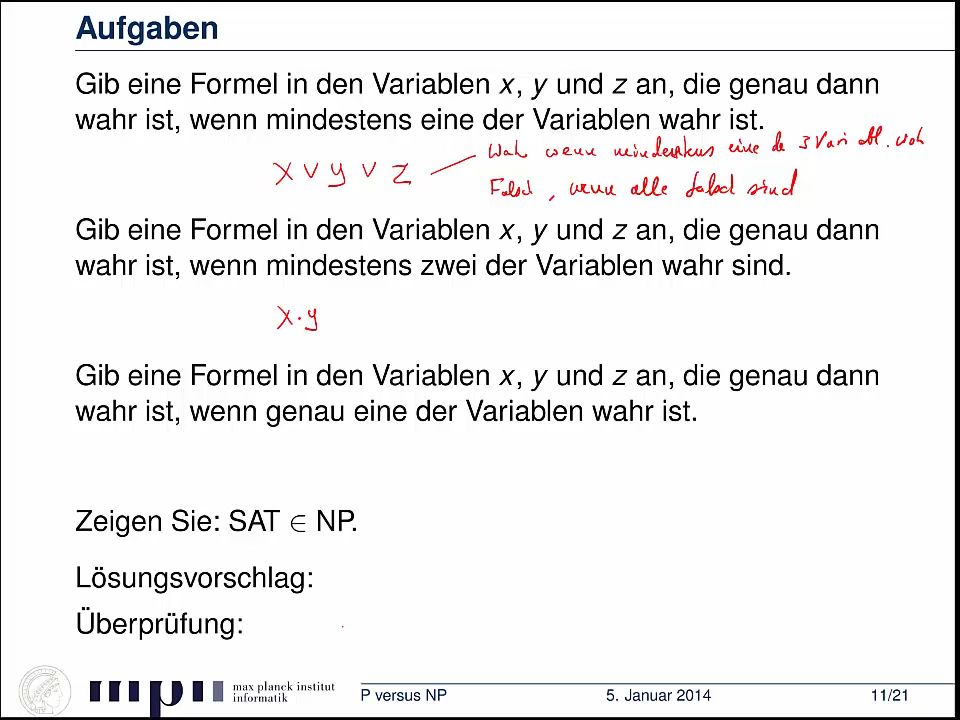 Aufgaben
Gib eine Formel in den Variablen x, y und z an, die genau dann
wahr ist, wenn mindestens eine der Variablen wahr ist.
x ∨ y ∨ z
Wahr wenn mindestens eine de 3 Vari abl. wah
Falsch, wenn alle falsch sind
Gib eine Formel in den Variablen x, y und z an, die genau dann
wahr ist, wenn mindestens zwei der Variablen wahr sind.
x · y
Gib eine Formel in den Variablen x, y und z an, die genau dann
wahr ist, wenn genau eine der Variablen wahr ist.
Zeigen Sie: SAT ∈ NP.
Lösungsvorschlag:
Überprüfung:
max planck institut
informatik
P versus NP
5. Januar 2014
11/21